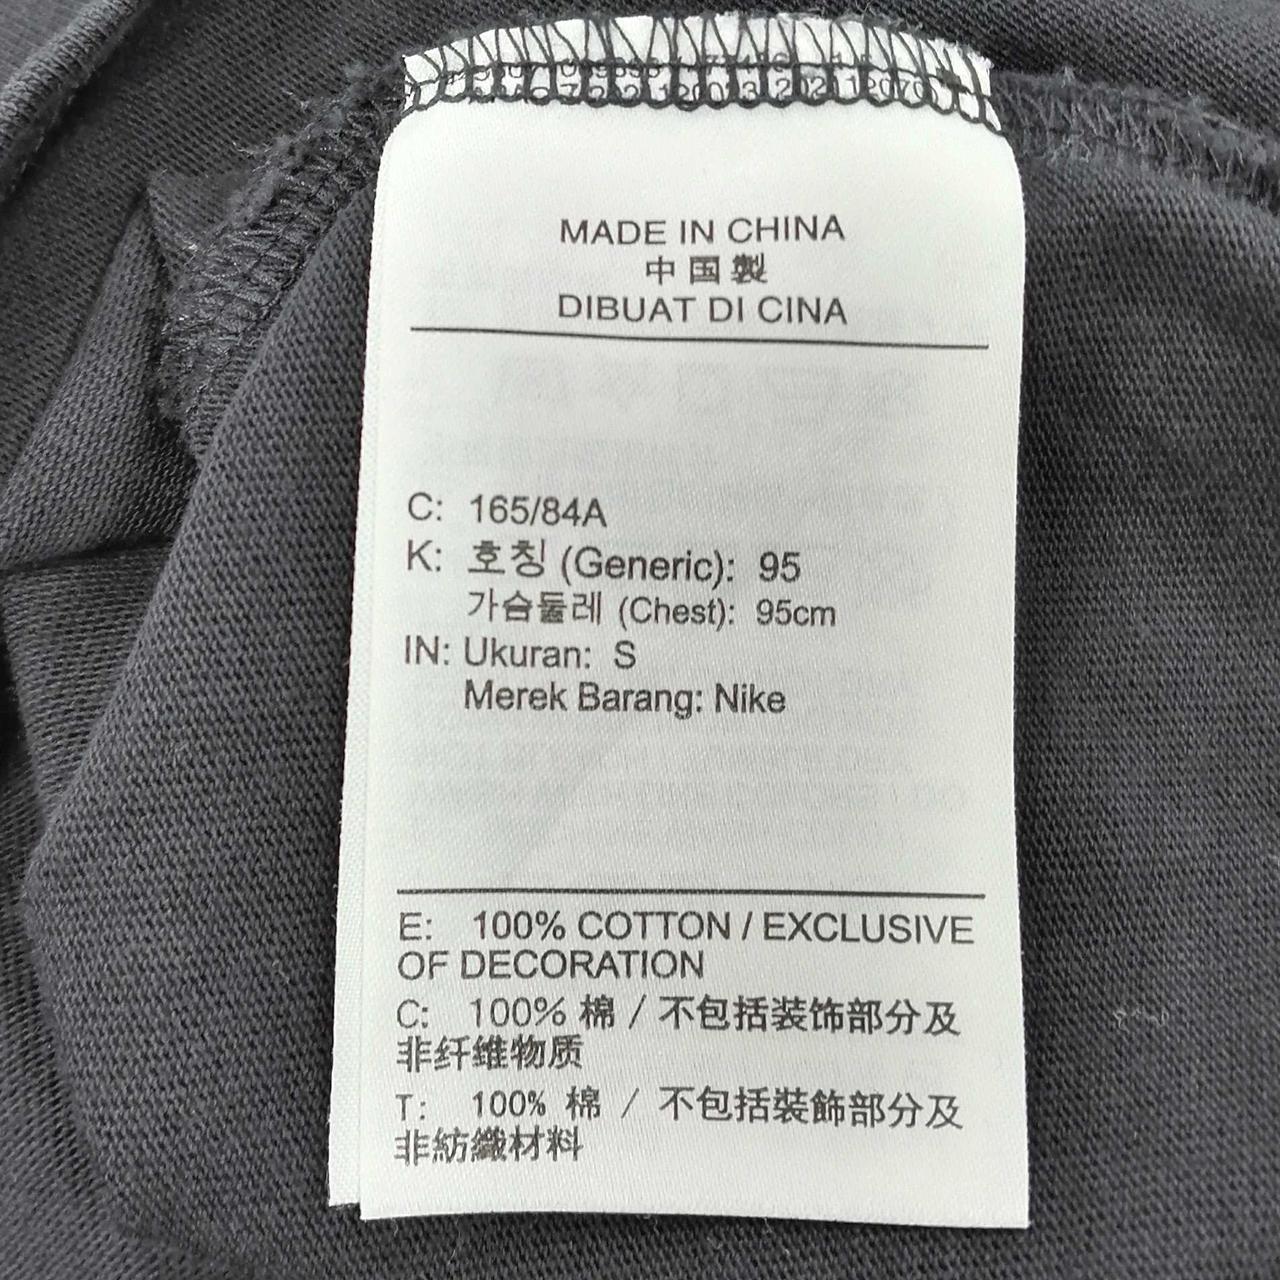 MADE IN CHINA
中国製
DIBUAT DI CINA
C: 165/84A
K: 호칭 (Generic): 95
가슴둘레 (Chest): 95cm
IN: Ukuran: S
Merek Barang: Nike
E: 100% COTTON / EXCLUSIVE
OF DECORATION
C: 100% 棉 / 不包括装饰部分及
非纤维物质
T: 100% 棉 / 不包括裝飾部分及
非紡織材料